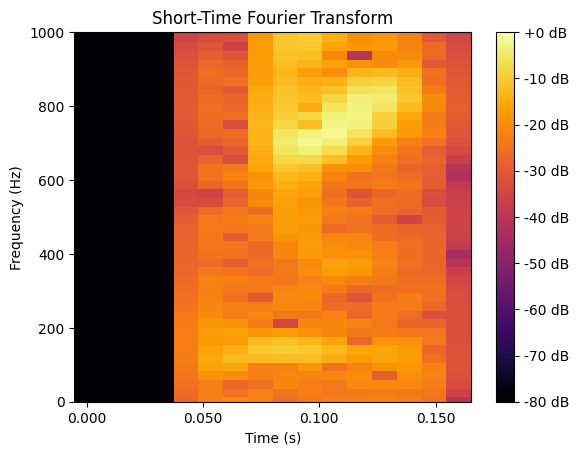 Short-Time Fourier Transform
1000
800
600
400
200
0
Frequency (Hz)
0.000
0.050
0.100
0.150
Time (s)
+0 dB
-10 dB
-20 dB
-30 dB
-40 dB
-50 dB
-60 dB
-70 dB
-80 dB